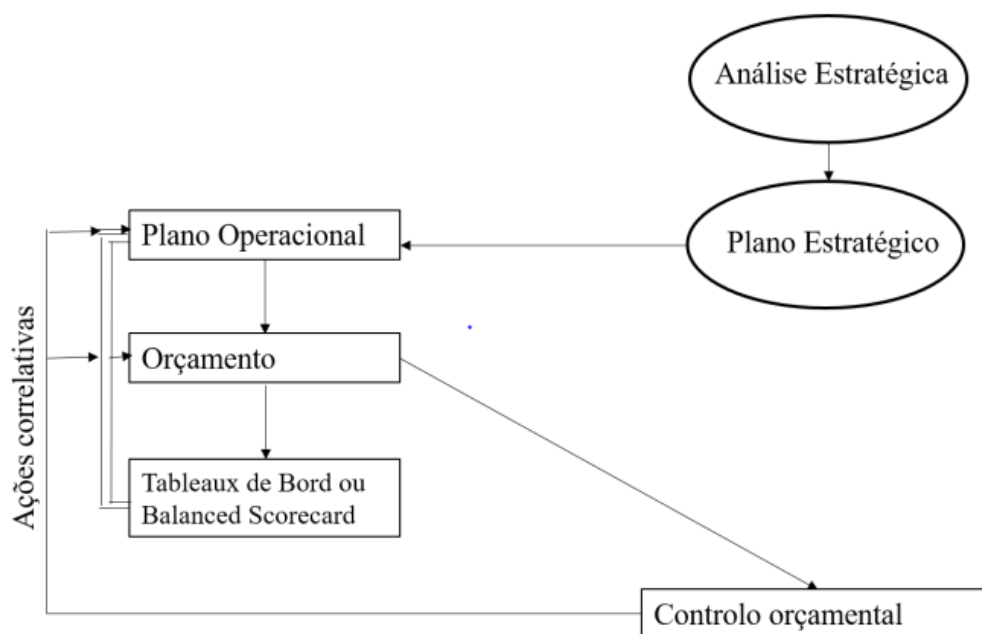 Análise Estratégica
Plano Estratégico
Plano Operacional
Orçamento
Tableaux de Bord ou
Balanced Scorecard
Ações correlativas
Controlo orçamental